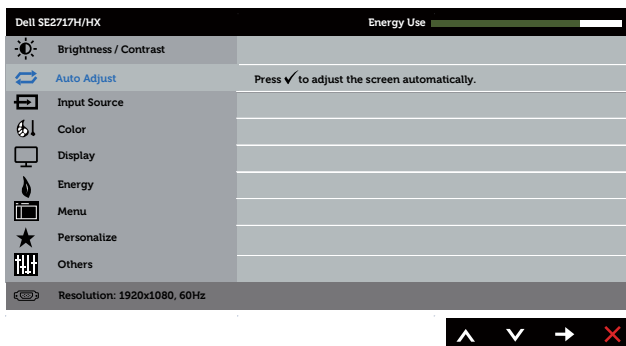 Dell SE2717H/HX Energy Use
Brightness / Contrast
Auto Adjust Press ✓ to adjust the screen automatically.
Input Source
Color
Display
Energy
Menu
Personalize
Others
Resolution: 1920x1080, 60Hz